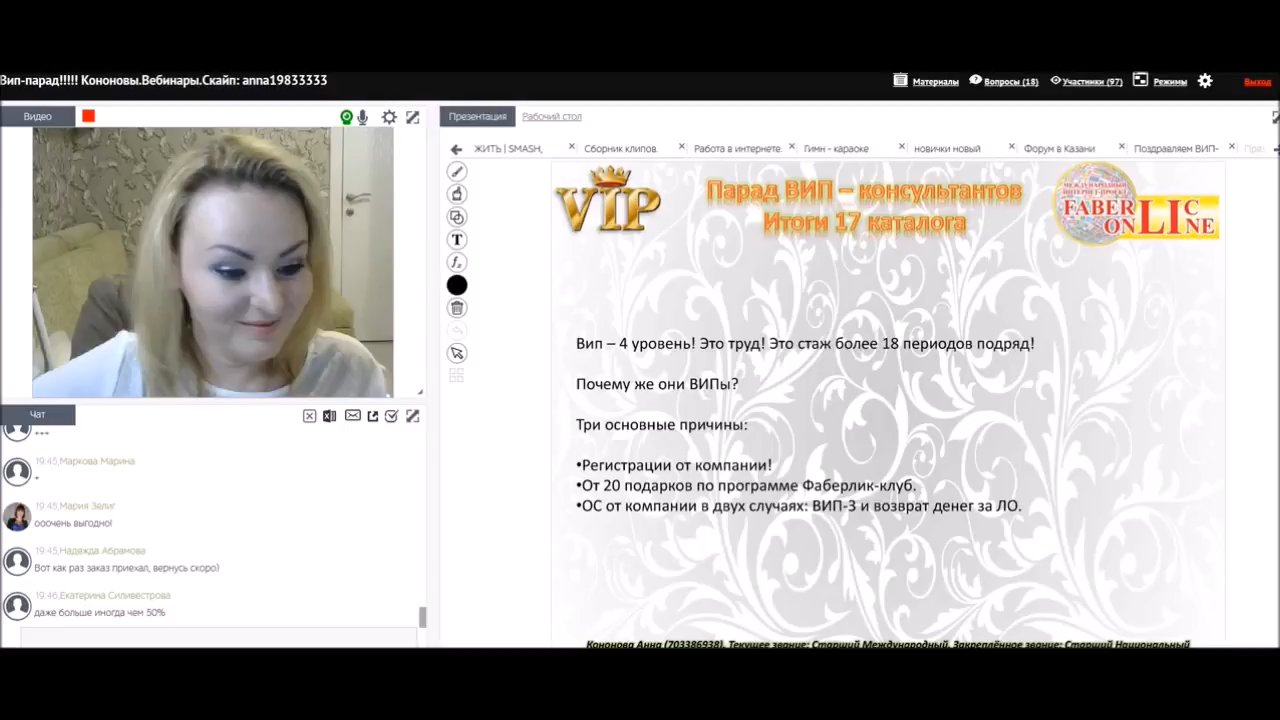 Вип-парад!!!!! Кононовы.Вебинары.Скайп: anna19833333
Материалы
Вопросы (18)
Участники (97)
Режимы
Выход
Видео
Презентация
Рабочий стол
ЖИТЬ | SMASH,
Сборник клипов.
Работа в интернете.
Гимн - караоке
новички новый
Форум в Казани
Поздравляем ВИП-
VIP
Парад ВИП – консультантов
Итоги 17 каталога
МЕЖДУНАРОДНЫЙ
ИНТЕРНЕТ-ПРОЕКТ
FABERLIC
ONLINE
Вип – 4 уровень! Это труд! Это стаж более 18 периодов подряд!
Почему же они ВИПы?
Три основные причины:
•Регистрации от компании!
•От 20 подарков по программе Фаберлик-клуб.
•ОС от компании в двух случаях: ВИП-3 и возврат денег за ЛО.
Кононова Анна (703386938). Текущее звание: Старший Международный. Закреплённое звание: Старший Национальный
Чат
+++
19:45,Маркова Марина
+
19:45,Мария Зелиг
ооочень выгодно!
19:45,Надежда Абрамова
Вот как раз заказ приехал, вернусь скоро)
19:46,Екатерина Силивестрова
даже больше иногда чем 50%